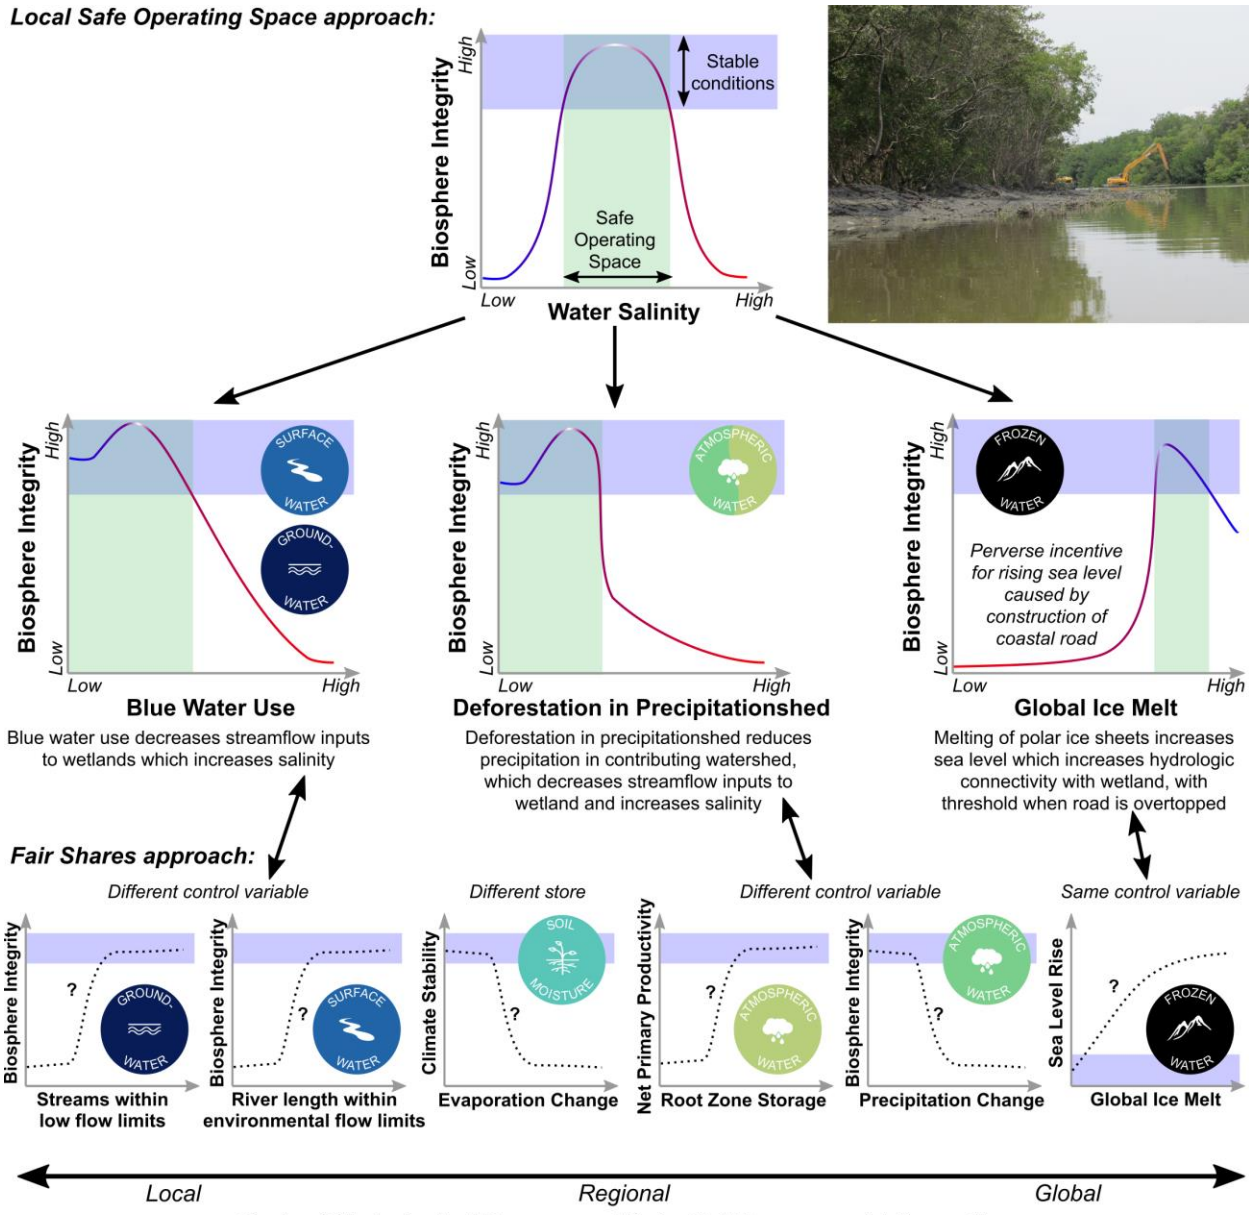 Local Safe Operating Space approach:
High
Biosphere Integrity
Low
Stable
conditions
Safe
Operating
Space
Low
High
Water Salinity
High
Biosphere Integrity
Low
SURFACE
WATER
GROUND-
WATER
Low
High
Blue Water Use
Blue water use decreases streamflow inputs
to wetlands which increases salinity
High
Biosphere Integrity
Low
ATMOSPHERIC
WATER
Low
High
Deforestation in Precipitationshed
Deforestation in precipitationshed reduces
precipitation in contributing watershed,
which decreases streamflow inputs to
wetland and increases salinity
High
Biosphere Integrity
Low
FROZEN
WATER
Perverse incentive
for rising sea level
caused by
construction of
coastal road
Low
High
Global Ice Melt
Melting of polar ice sheets increases
sea level which increases hydrologic
connectivity with wetland, with
threshold when road is overtopped
Fair Shares approach:
Different control variable
Different store
Different control variable
Same control variable
Biosphere Integrity
?
GROUND-
WATER
Streams within
low flow limits
Biosphere Integrity
?
SURFACE
WATER
River length within
environmental flow limits
Climate Stability
?
SOIL
MOISTURE
Evaporation Change
Net Primary Productivity
?
ATMOSPHERIC
WATER
Root Zone Storage
Biosphere Integrity
?
ATMOSPHERIC
WATER
Precipitation Change
Sea Level Rise
?
FROZEN
WATER
Global Ice Melt
Local
Regional
Global